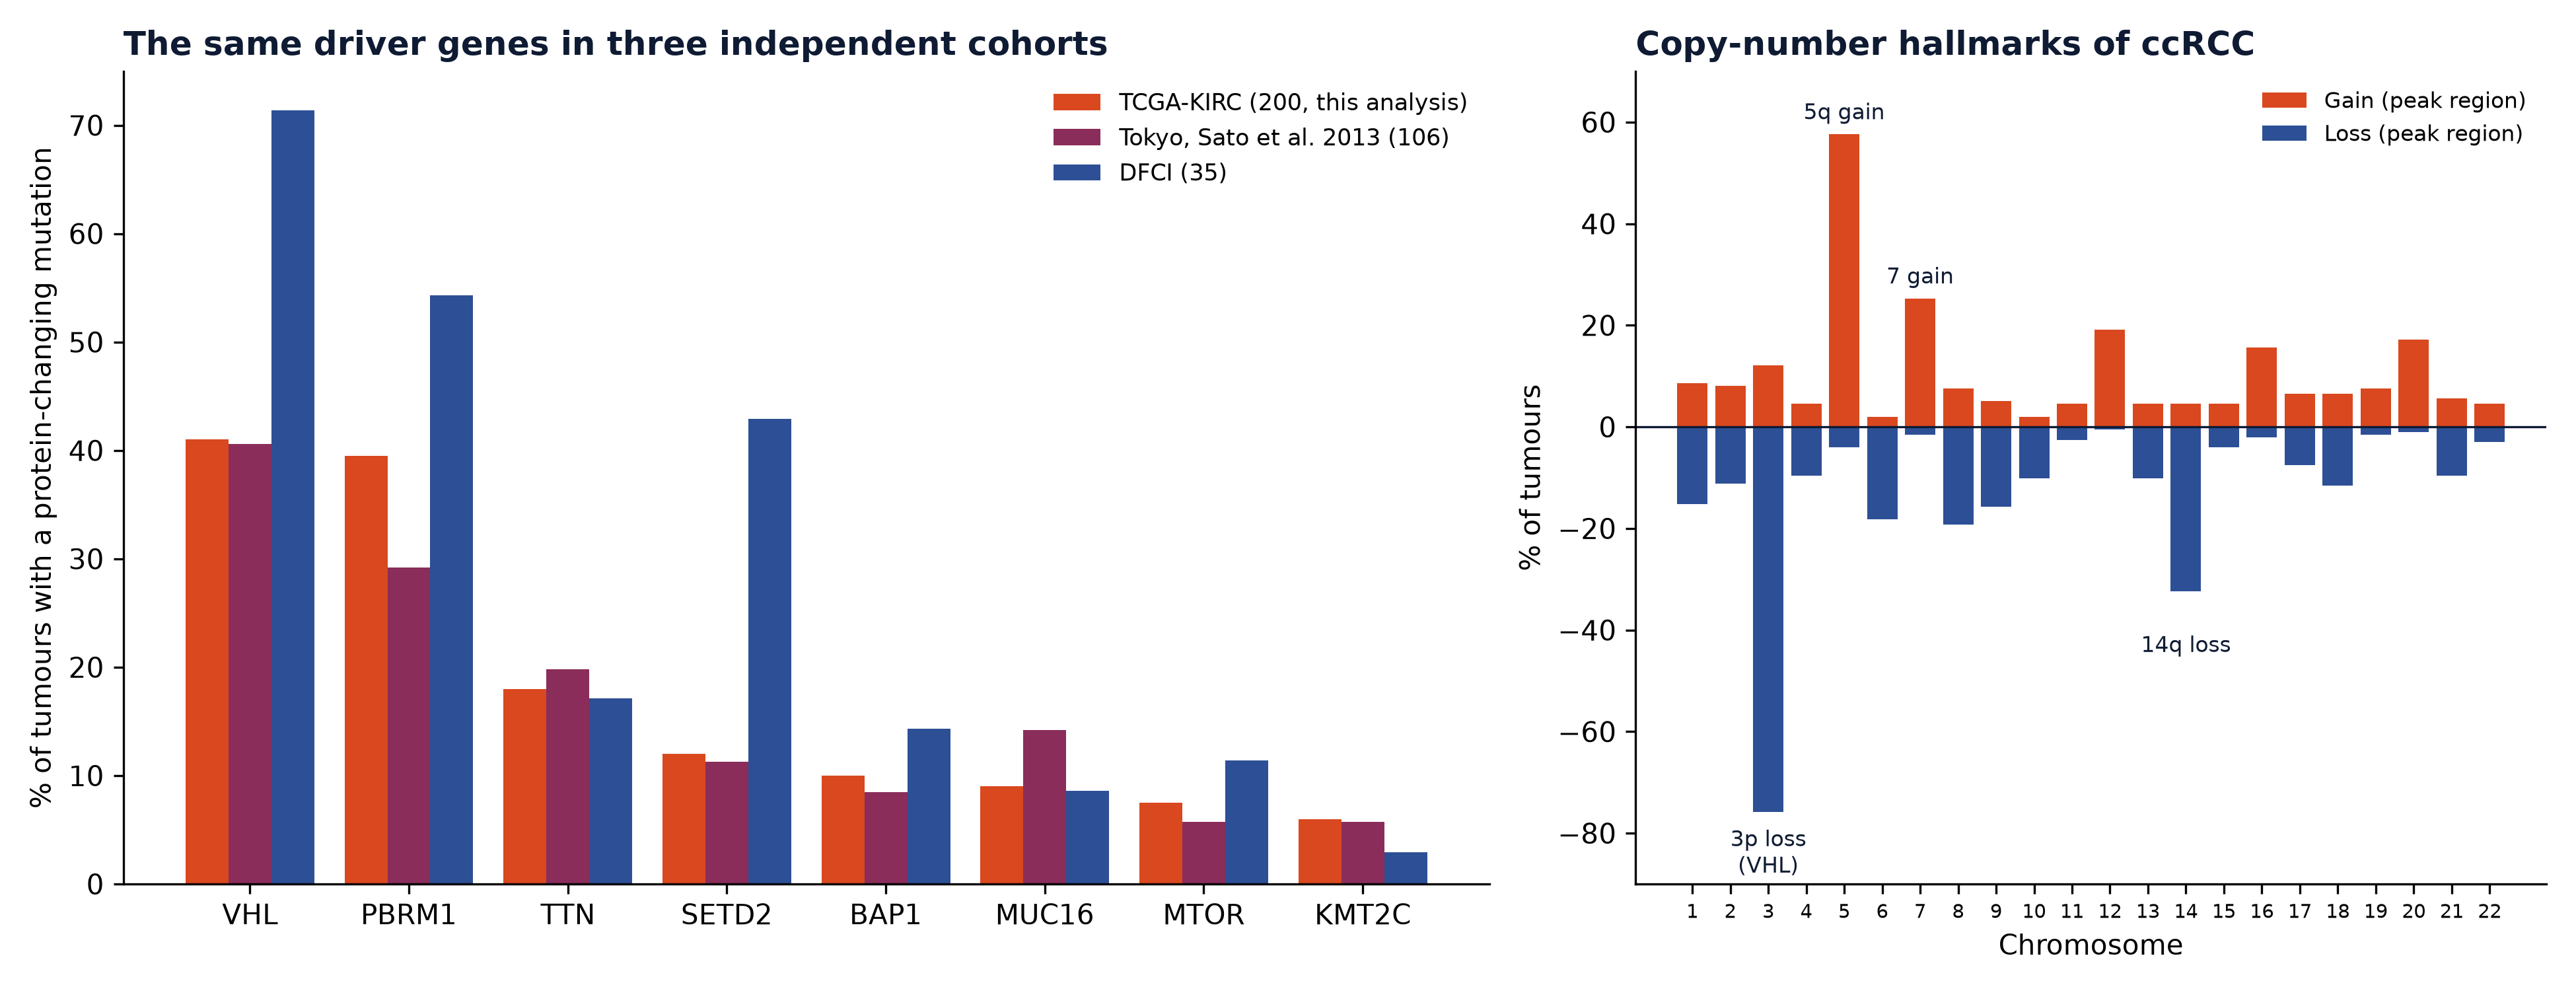 The same driver genes in three independent cohorts
% of tumours with a protein-changing mutation
70
60
50
40
30
20
10
0
TCGA-KIRC (200, this analysis)
Tokyo, Sato et al. 2013 (106)
DFCI (35)
VHL PBRM1 TTN SETD2 BAP1 MUC16 MTOR KMT2C
Copy-number hallmarks of ccRCC
% of tumours
60
40
20
0
−20
−40
−60
−80
Gain (peak region)
Loss (peak region)
5q gain
7 gain
14q loss
3p loss
(VHL)
1 2 3 4 5 6 7 8 9 10 11 12 13 14 15 16 17 18 19 20 21 22
Chromosome